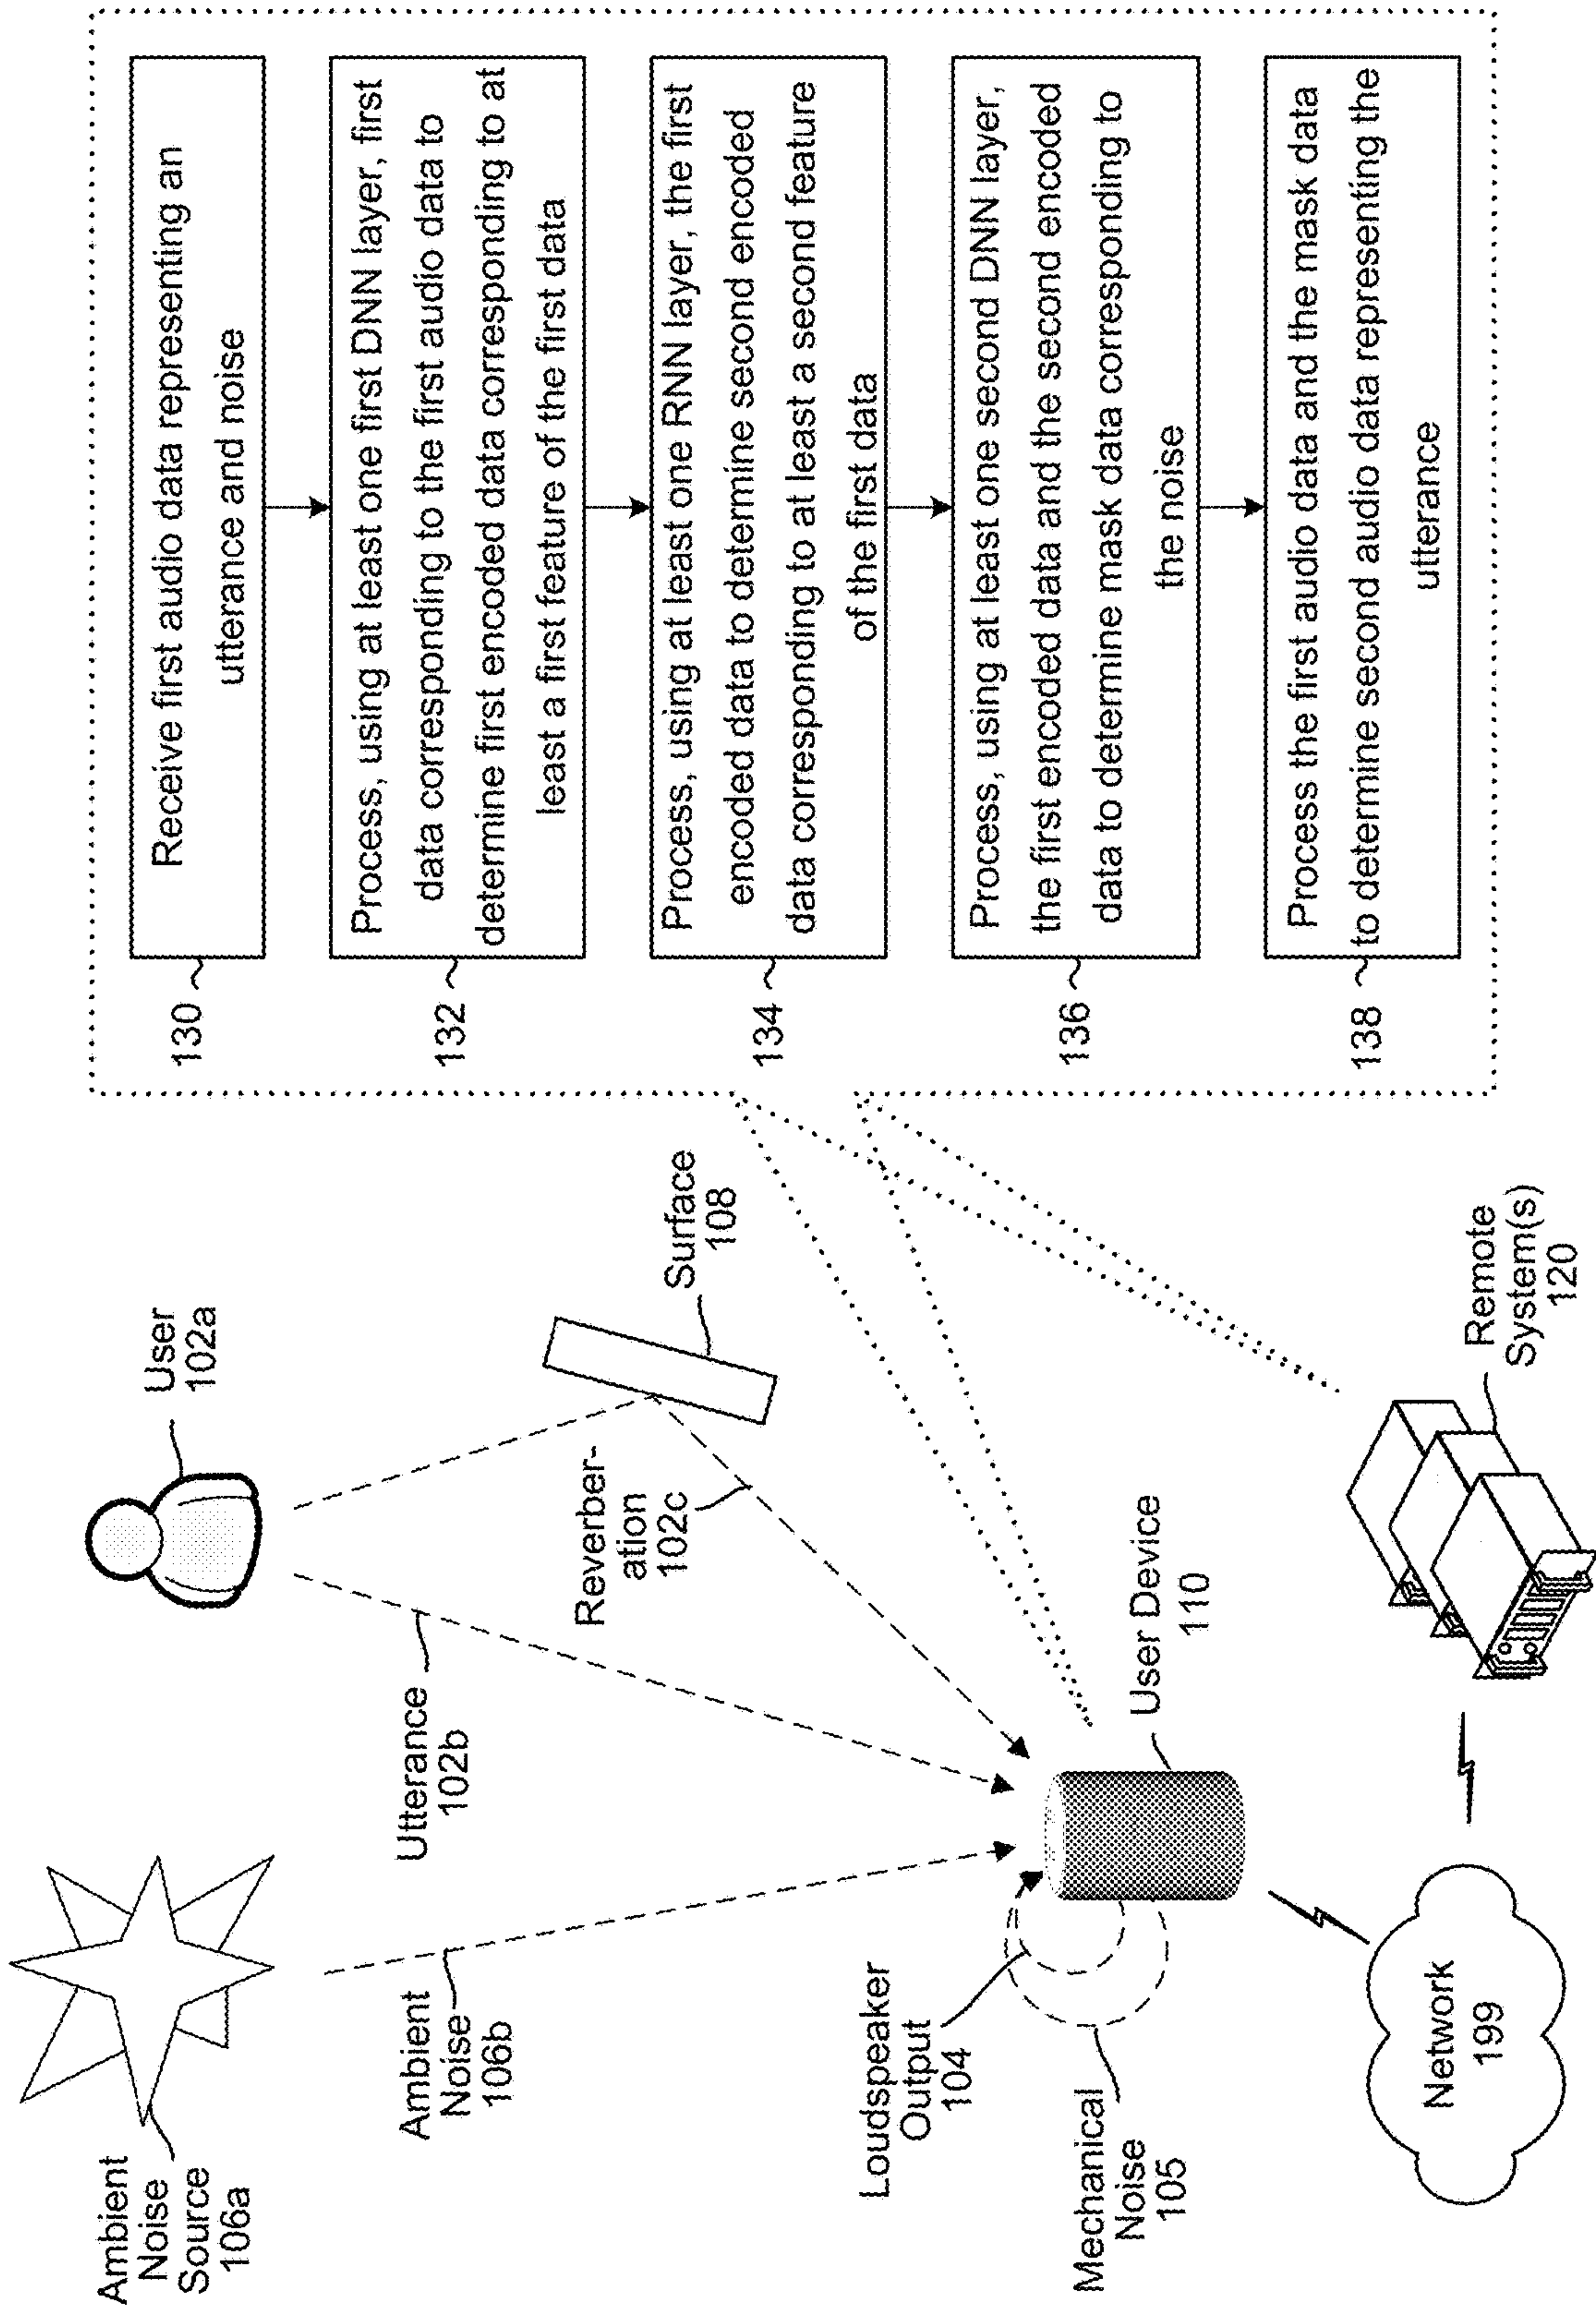 Ambient
Noise
Source
106a
User
102a
Ambient
Noise
106b
Utterance
102b
Reverber-
ation
102c
Surface
108
Loudspeaker
Output
104
Mechanical
Noise
105
User Device
110
Network
199
Remote
System(s)
120
130
Receive first audio data representing an
utterance and noise
132
Process, using at least one first DNN layer, first
data corresponding to the first audio data to
determine first encoded data corresponding to at
least a first feature of the first data
134
Process, using at least one RNN layer, the first
encoded data to determine second encoded
data corresponding to at least a second feature
of the first data
136
Process, using at least one second DNN layer,
the first encoded data and the second encoded
data to determine mask data corresponding to
the noise
138
Process the first audio data and the mask data
to determine second audio data representing the
utterance